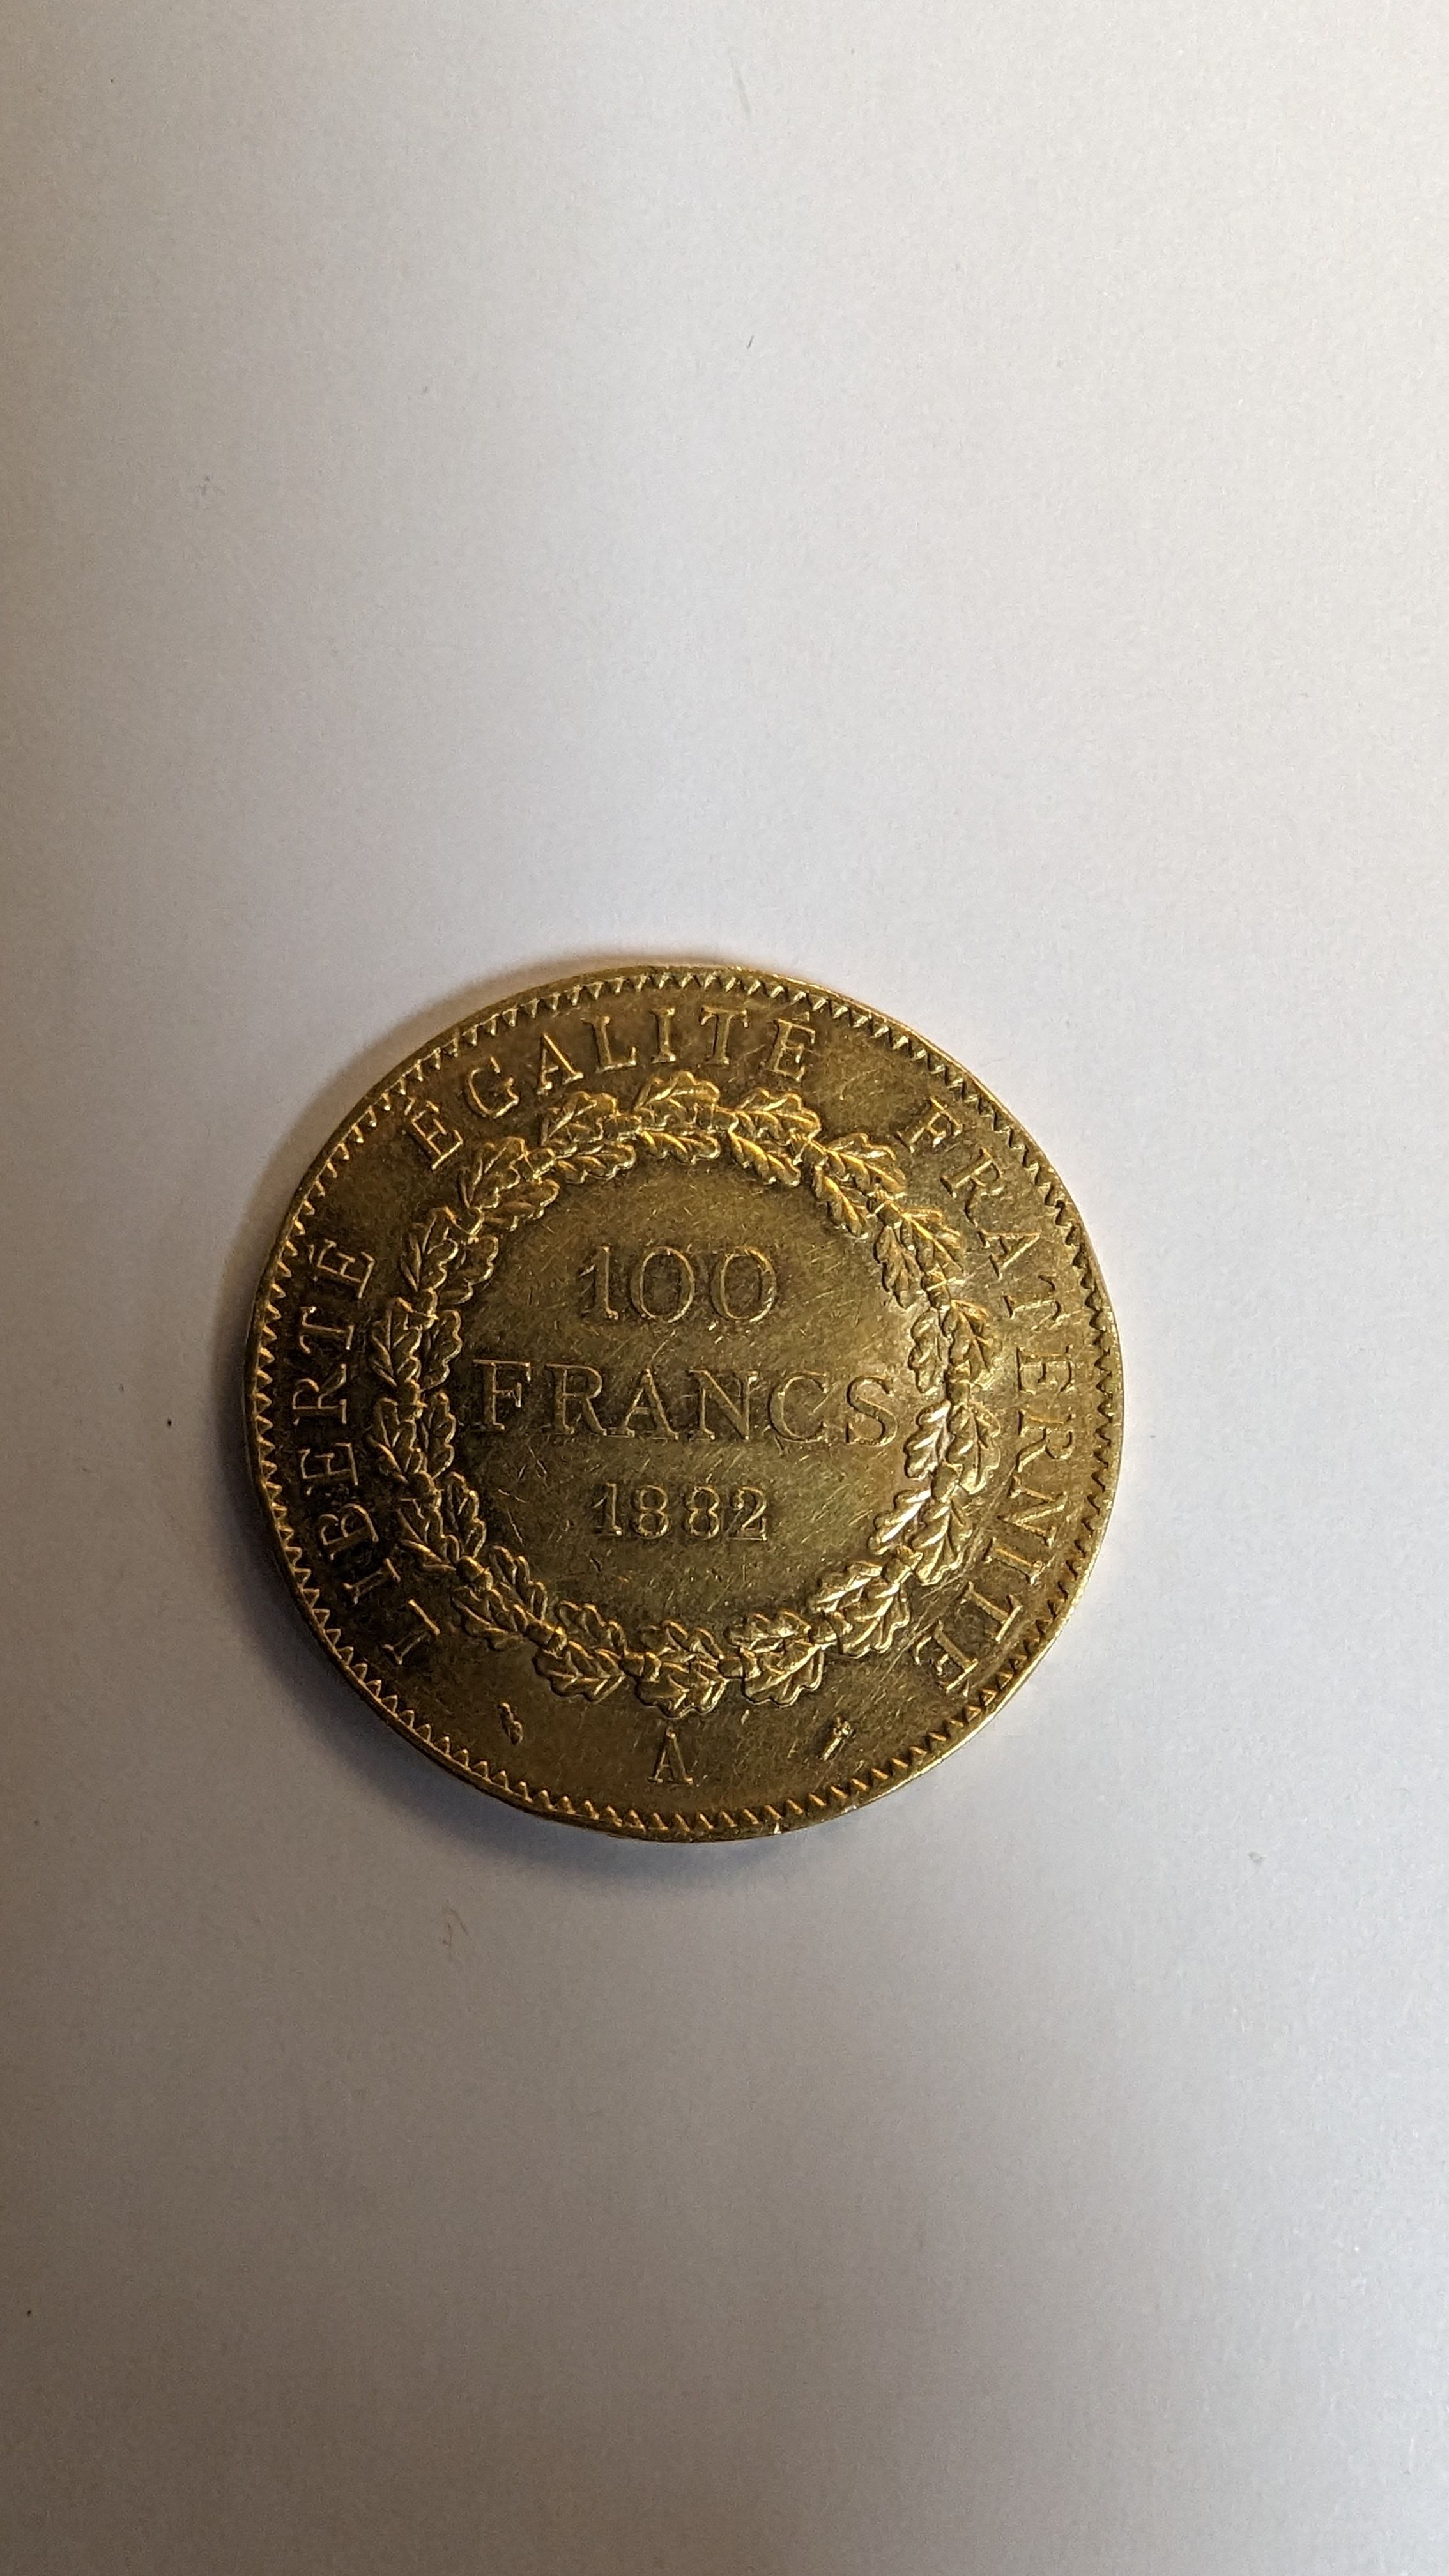 LIBERTÉ ÉGALITÉ FRATERNITÉ
100
FRANCS
1882
A